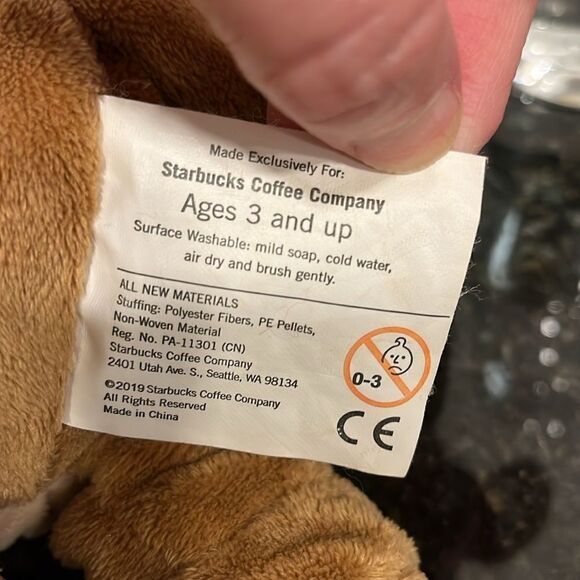 Made Exclusively For:
Starbucks Coffee Company
Ages 3 and up
Surface Washable: mild soap, cold water,
air dry and brush gently.
ALL NEW MATERIALS
Stuffing: Polyester Fibers, PE Pellets,
Non-Woven Material
Reg. No. PA-11301 (CN)
Starbucks Coffee Company
2401 Utah Ave. S., Seattle, WA 98134
©2019 Starbucks Coffee Company
All Rights Reserved
Made in China
0-3
CE